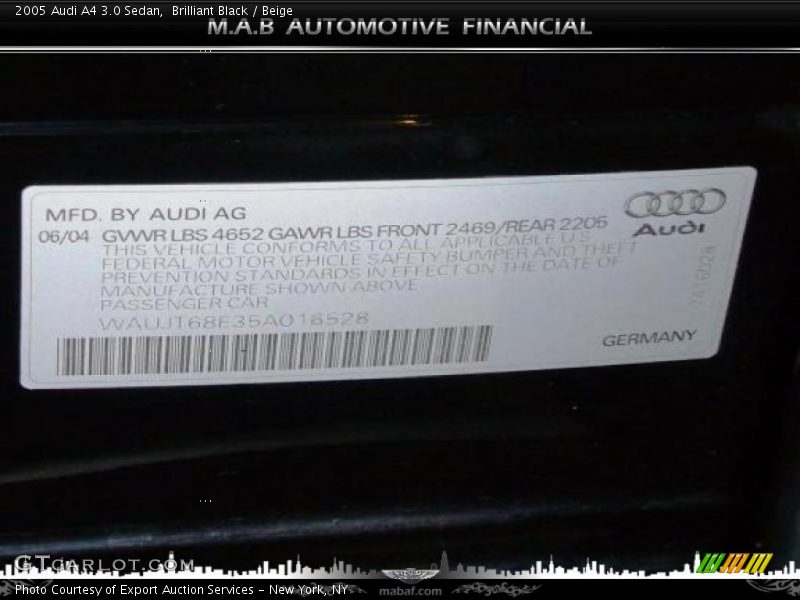 2005 Audi A4 3.0 Sedan,  Brilliant Black / Beige
M.A.B AUTOMOTIVE FINANCIAL
MFD. BY AUDI AG
06/04 GVWR LBS 4652 GAWR LBS FRONT 2469/REAR 2205
THIS VEHICLE CONFORMS TO ALL APPLICABLE U.S.
FEDERAL MOTOR VEHICLE SAFETY BUMPER AND THEFT
PREVENTION STANDARDS IN EFFECT ON THE DATE OF
MANUFACTURE SHOWN ABOVE
PASSENGER CAR
WAUJT68E35A016528
Audi
GERMANY
GTCARLOT.COM
Photo Courtesy of Export Auction Services - New York, NY
mabaf.com